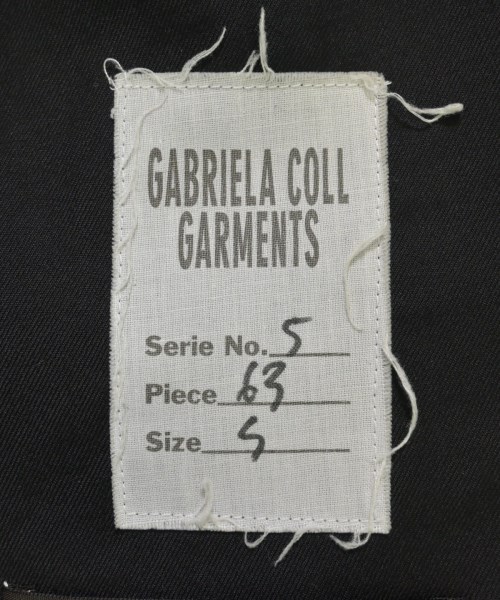 GABRIELA COLL
GARMENTS
Serie No. 5
Piece 63
Size S